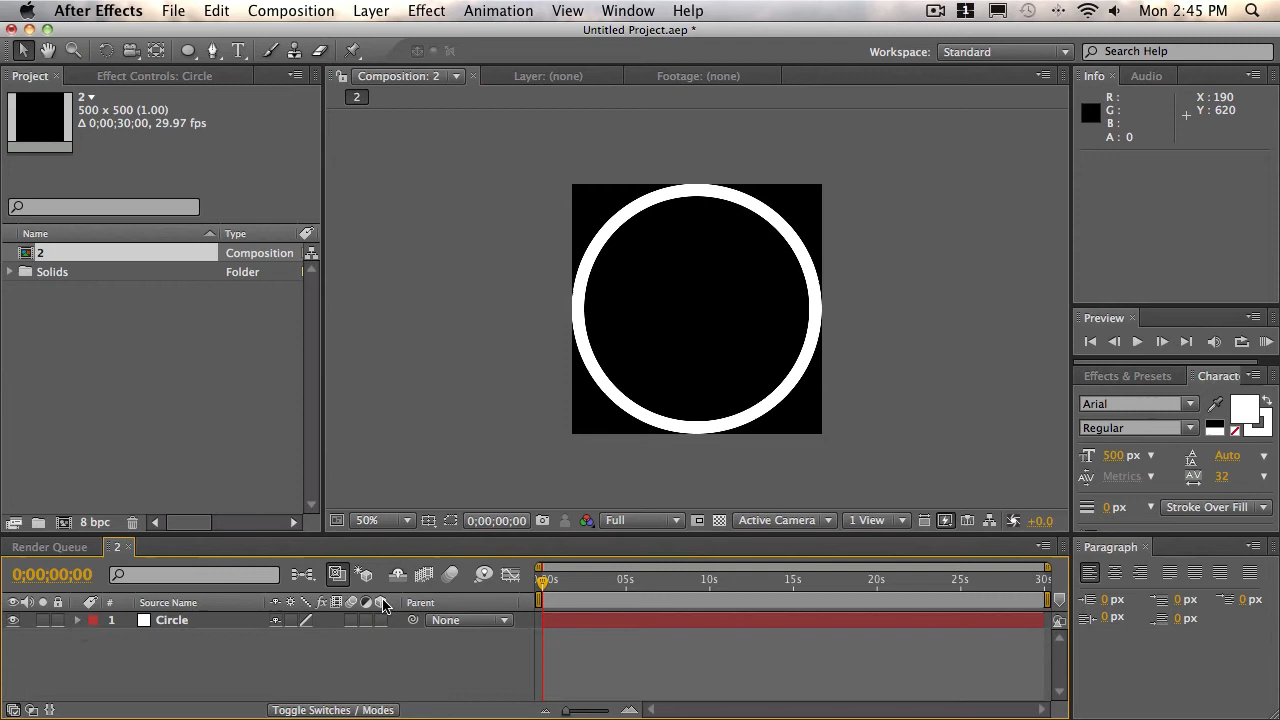 After Effects File Edit Composition Layer Effect Animation View Window Help 1 Mon 2:45 PM
Untitled Project.aep *
T Workspace: Standard Search Help
Project × Effect Controls: Circle
Composition: 2 × Layer: (none) Footage: (none)
Info × Audio
2
500 x 500 (1.00)
Δ 0;00;30;00, 29.97 fps
2
R :
G :
B :
A : 0
X : 190
Y : 620
Name Type
2 Composition
Solids Folder
Preview ×
Effects & Presets Charact
Arial
Regular
500 px Auto
Metrics 32
0 px Stroke Over Fill
8 bpc
50% 0;00;00;00 Full Active Camera 1 View +0.0
Render Queue 2 ×
Paragraph ×
0;00;00;00
:00s 05s 10s 15s 20s 25s 30s
# Source Name fx Parent
1 Circle None
0 px 0 px 0 px
0 px 0 px
Toggle Switches / Modes